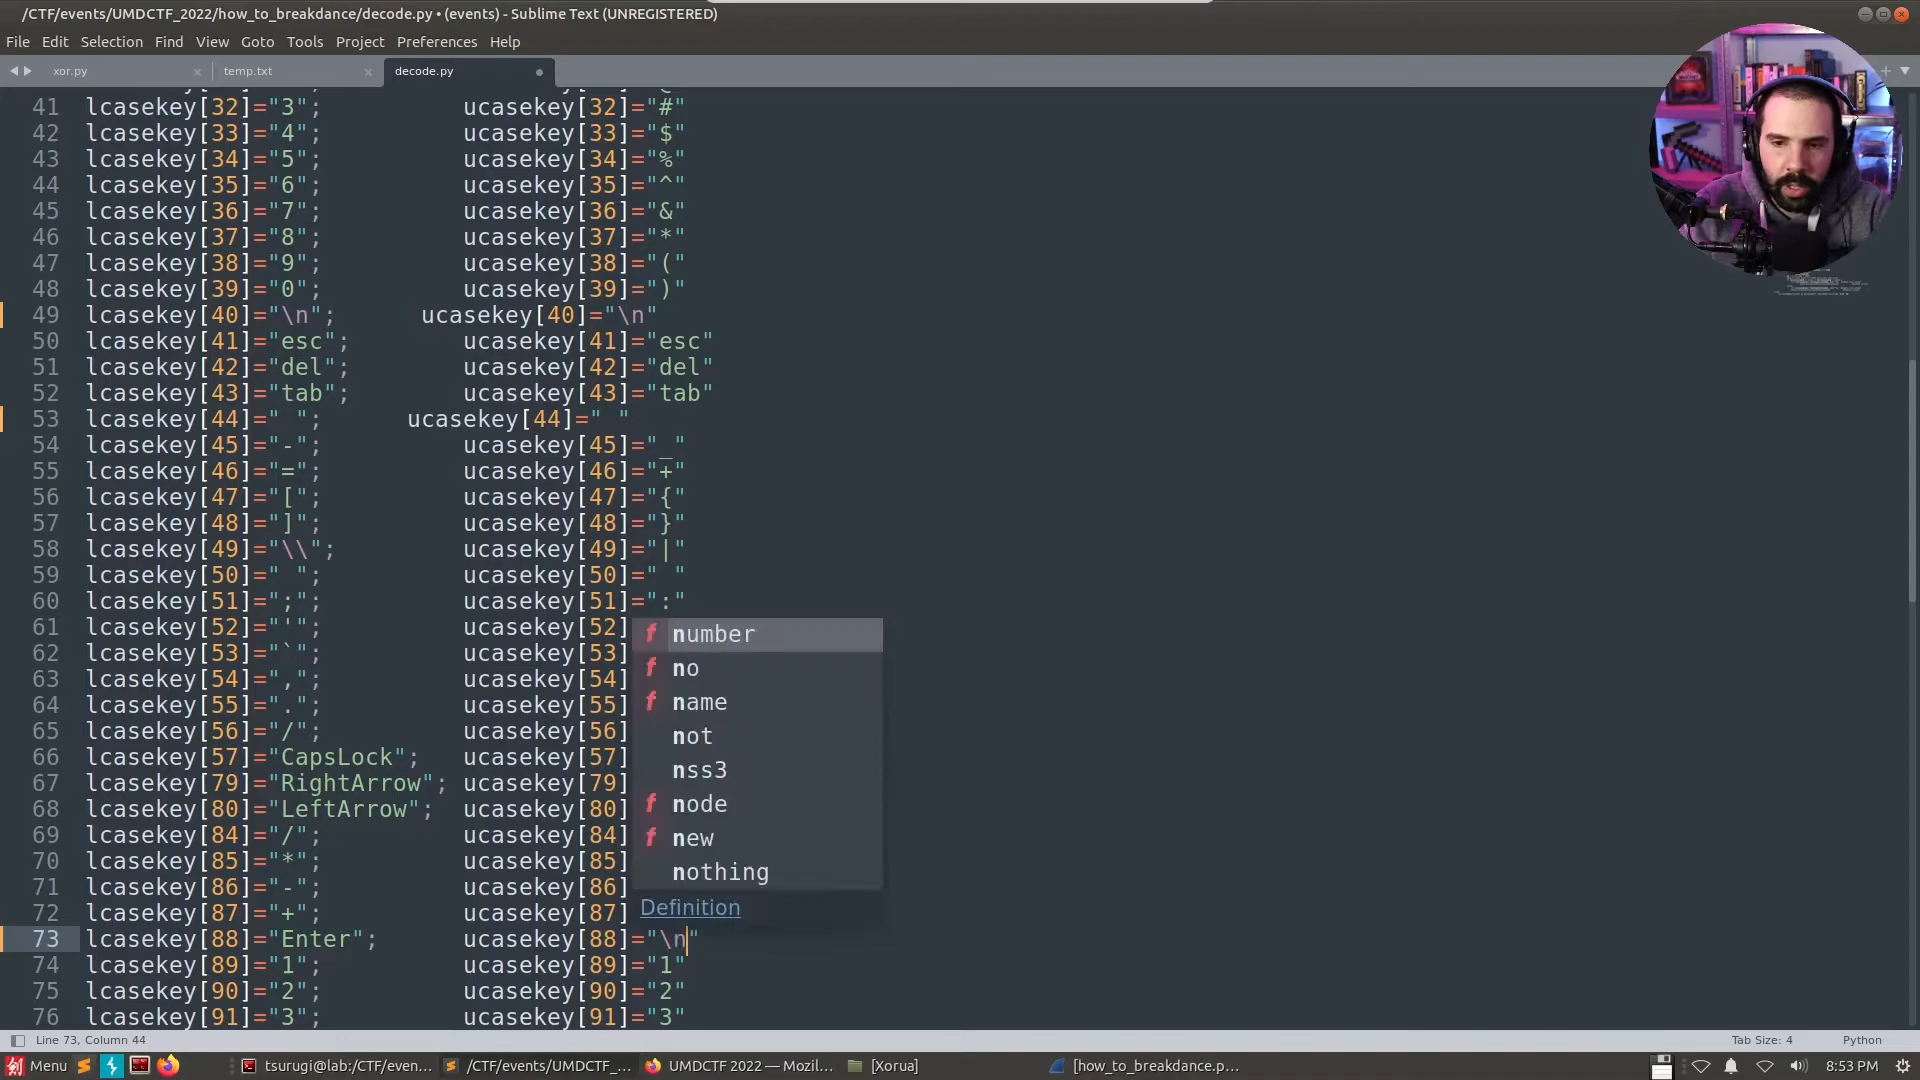 /CTF/events/UMDCTF_2022/how_to_breakdance/decode.py • (events) - Sublime Text (UNREGISTERED)
File Edit Selection Find View Goto Tools Project Preferences Help
xor.py temp.txt decode.py
41 lcasekey[32]="3"; ucasekey[32]="#"
42 lcasekey[33]="4"; ucasekey[33]="$"
43 lcasekey[34]="5"; ucasekey[34]="%"
44 lcasekey[35]="6"; ucasekey[35]="^"
45 lcasekey[36]="7"; ucasekey[36]="&"
46 lcasekey[37]="8"; ucasekey[37]="*"
47 lcasekey[38]="9"; ucasekey[38]="("
48 lcasekey[39]="0"; ucasekey[39]=")"
49 lcasekey[40]="\n"; ucasekey[40]="\n"
50 lcasekey[41]="esc"; ucasekey[41]="esc"
51 lcasekey[42]="del"; ucasekey[42]="del"
52 lcasekey[43]="tab"; ucasekey[43]="tab"
53 lcasekey[44]=" "; ucasekey[44]=" "
54 lcasekey[45]="-"; ucasekey[45]="_"
55 lcasekey[46]="="; ucasekey[46]="+"
56 lcasekey[47]="["; ucasekey[47]="{"
57 lcasekey[48]="]"; ucasekey[48]="}"
58 lcasekey[49]="\\"; ucasekey[49]="|"
59 lcasekey[50]=" "; ucasekey[50]=" "
60 lcasekey[51]=";"; ucasekey[51]=":"
61 lcasekey[52]="'"; ucasekey[52] f number
62 lcasekey[53]="`"; ucasekey[53] f no
63 lcasekey[54]=","; ucasekey[54]
64 lcasekey[55]="."; ucasekey[55] f name
65 lcasekey[56]="/"; ucasekey[56] not
66 lcasekey[57]="CapsLock"; ucasekey[57] nss3
67 lcasekey[79]="RightArrow"; ucasekey[79]
68 lcasekey[80]="LeftArrow"; ucasekey[80] f node
69 lcasekey[84]="/"; ucasekey[84] f new
70 lcasekey[85]="*"; ucasekey[85] nothing
71 lcasekey[86]="-"; ucasekey[86]
72 lcasekey[87]="+"; ucasekey[87] Definition
73 lcasekey[88]="Enter"; ucasekey[88]="\n"
74 lcasekey[89]="1"; ucasekey[89]="1"
75 lcasekey[90]="2"; ucasekey[90]="2"
76 lcasekey[91]="3"; ucasekey[91]="3"
Line 73, Column 44 Tab Size: 4 Python
Menu tsurugi@lab:/CTF/even... /CTF/events/UMDCTF_... UMDCTF 2022 — Mozil... [Xorua] [how_to_breakdance.p... 8:53 PM